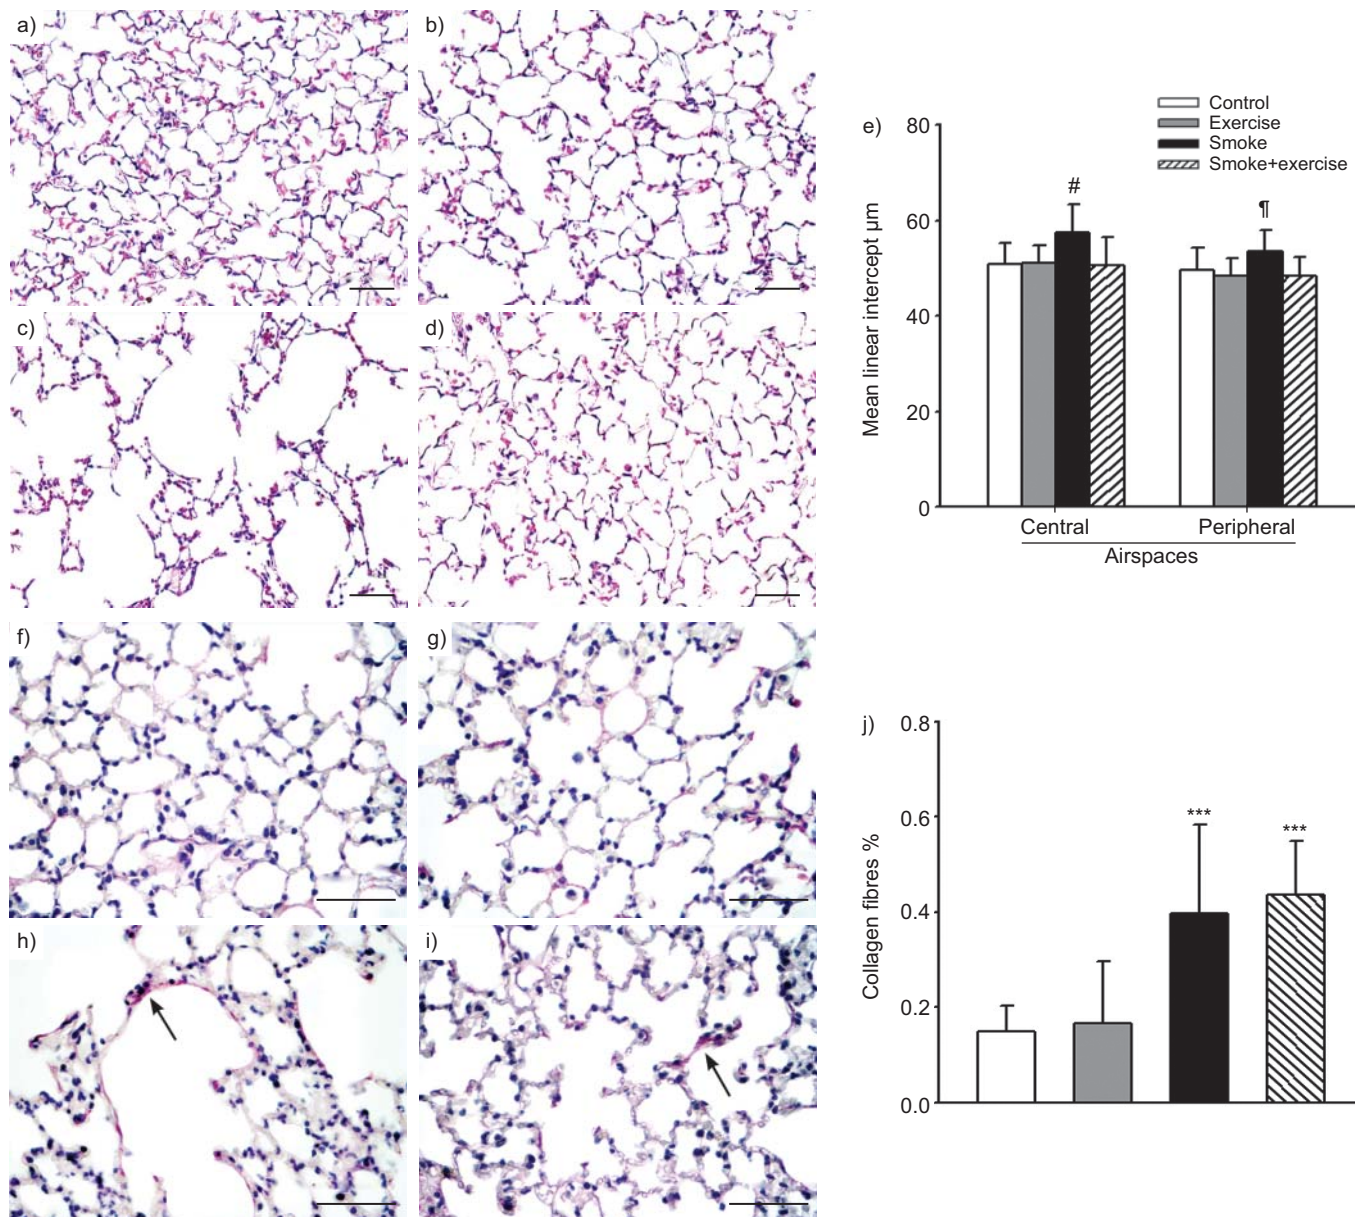 a)
b)
c)
d)
e)
Control
Exercise
Smoke
Smoke+exercise
80
60
40
20
0
Mean linear intercept µm
#
¶
Central
Peripheral
Airspaces
f)
g)
h)
i)
j)
0.8
0.6
0.4
0.2
0.0
Collagen fibres %
***
***